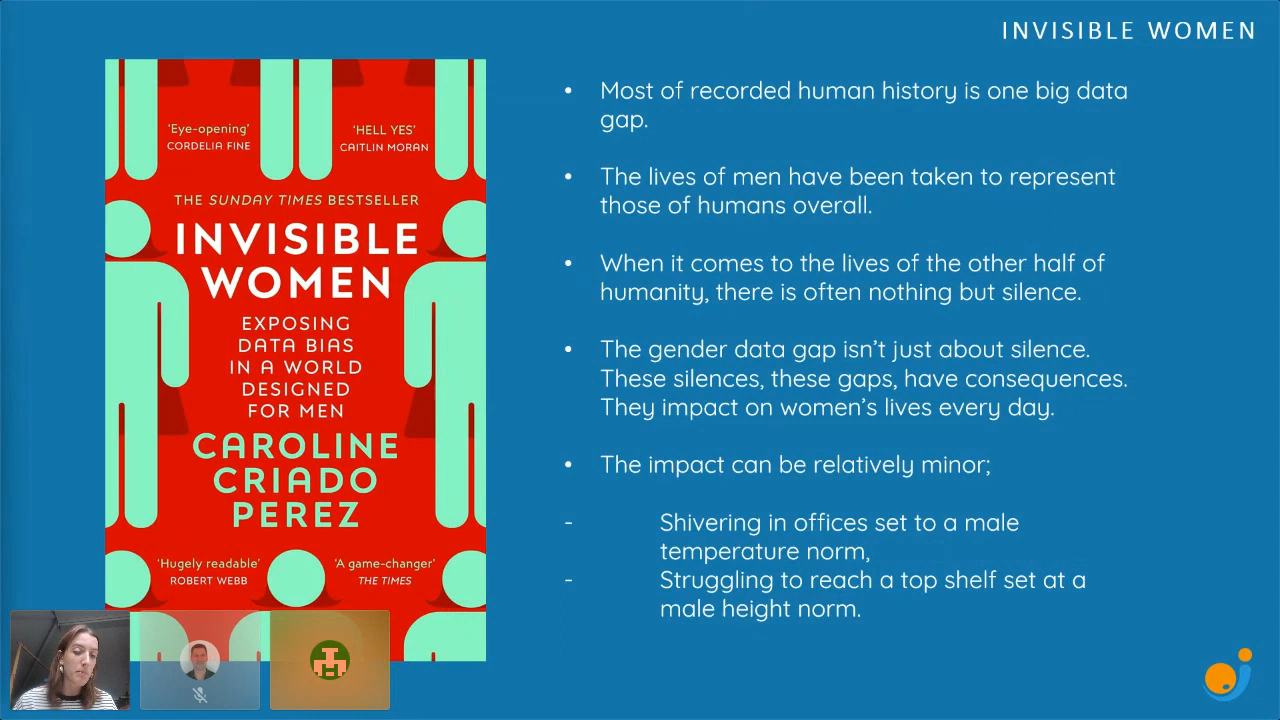 INVISIBLE WOMEN
'Eye-opening'
CORDELIA FINE
'HELL YES'
CAITLIN MORAN
THE SUNDAY TIMES BESTSELLER
INVISIBLE
WOMEN
EXPOSING
DATA BIAS
IN A WORLD
DESIGNED
FOR MEN
CAROLINE
CRIADO
PEREZ
'Hugely readable'
ROBERT WEBB
'A game-changer'
THE TIMES
• Most of recorded human history is one big data
gap.
• The lives of men have been taken to represent
those of humans overall.
• When it comes to the lives of the other half of
humanity, there is often nothing but silence.
• The gender data gap isn't just about silence.
These silences, these gaps, have consequences.
They impact on women's lives every day.
• The impact can be relatively minor;
- Shivering in offices set to a male
temperature norm,
- Struggling to reach a top shelf set at a
male height norm.